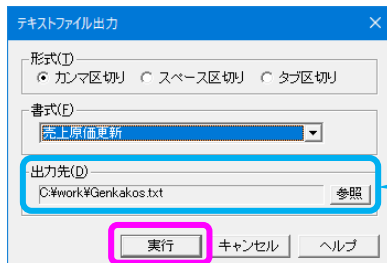 テキストファイル出力
形式(T)
カンマ区切り スペース区切り タブ区切り
書式(F)
売上原価更新
出力先(D)
C:¥work¥Genkakos.txt 参照
実行 キャンセル ヘルプ